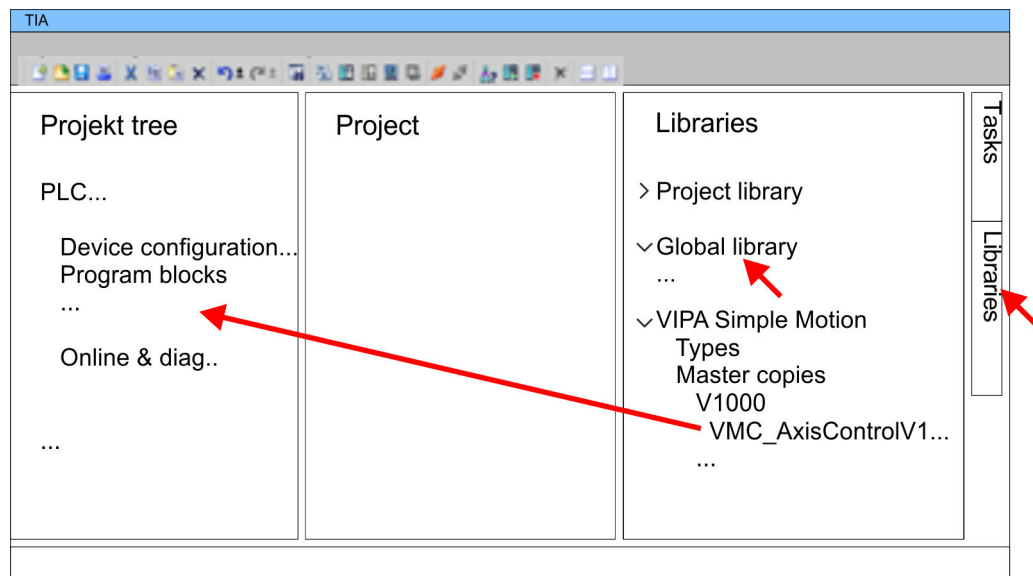 TIA
Projekt tree
PLC...
Device configuration...
Program blocks
...
Online & diag..
...
Project
Libraries
Project library
Global library
...
VIPA Simple Motion
Types
Master copies
V1000
VMC_AxisControlV1...
...
Tasks
Libraries